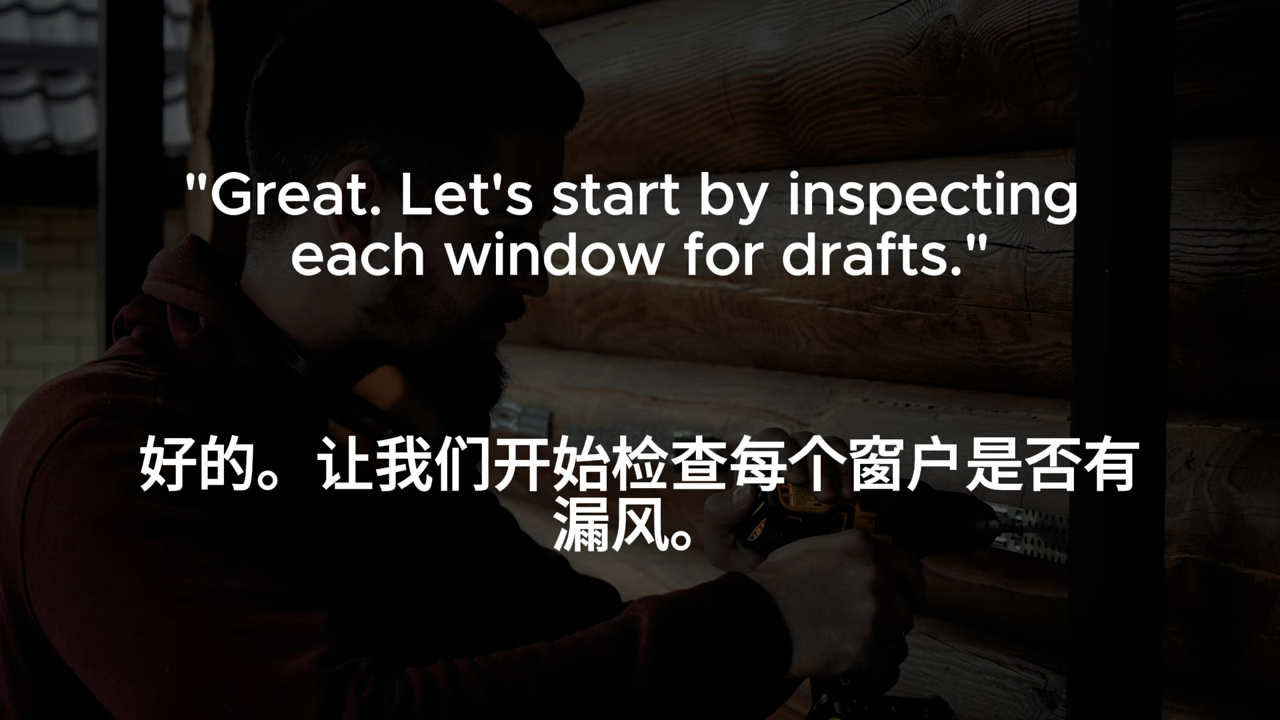 "Great. Let's start by inspecting
each window for drafts."
好的。让我们开始检查每个窗户是否有
漏风。